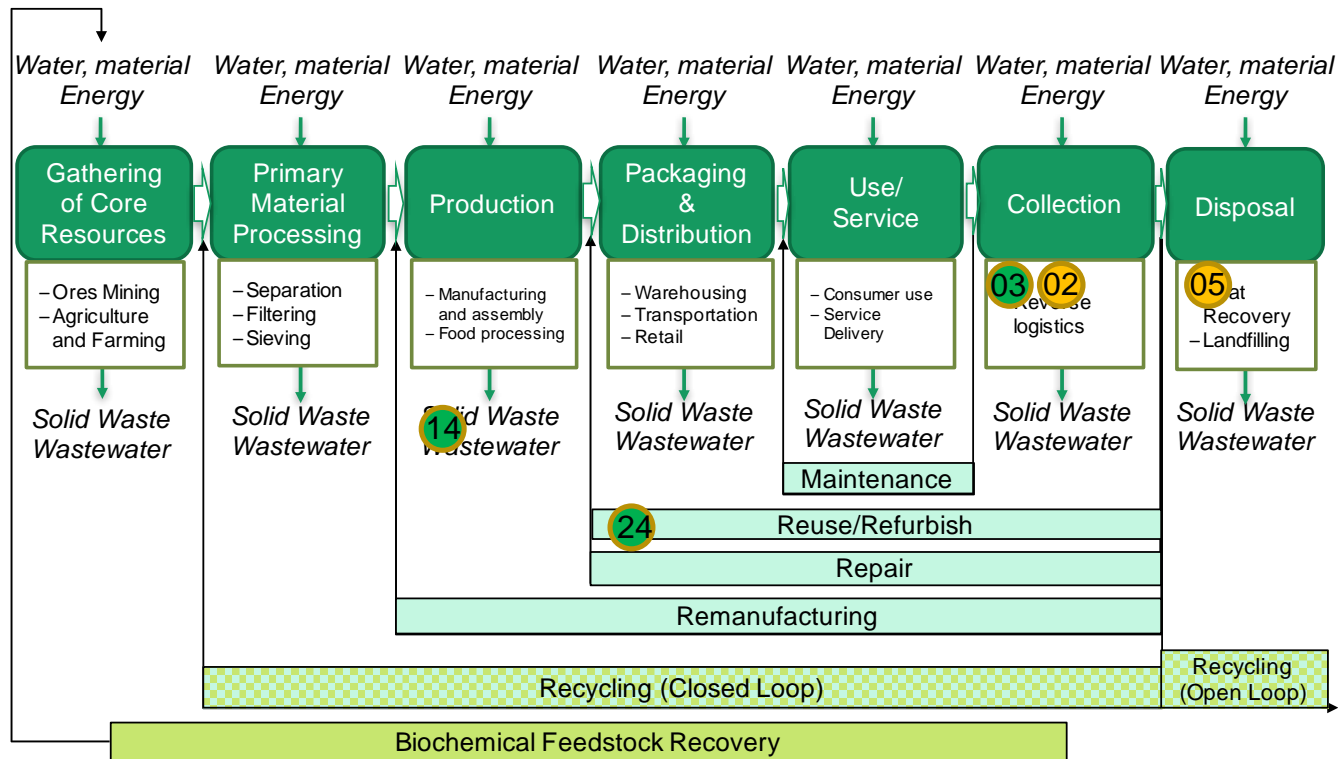 Water, material
Energy
Water, material
Energy
Water, material
Energy
Water, material
Energy
Water, material
Energy
Water, material
Energy
Water, material
Energy
Gathering
of Core
Resources
Primary
Material
Processing
Production
Packaging
&
Distribution
Use/
Service
Collection
Disposal
– Ores Mining
– Agriculture
and Farming
– Separation
– Filtering
– Sieving
– Manufacturing
and assembly
– Food processing
– Warehousing
– Transportation
– Retail
– Consumer use
– Service
Delivery
03 02
Reverse
logistics
05
Recovery
– Landfilling
Solid Waste
Wastewater
Solid Waste
Wastewater
14
Solid Waste
Wastewater
Solid Waste
Wastewater
Solid Waste
Wastewater
Solid Waste
Wastewater
Solid Waste
Wastewater
Maintenance
24
Reuse/Refurbish
Repair
Remanufacturing
Recycling (Closed Loop)
Recycling
(Open Loop)
Biochemical Feedstock Recovery